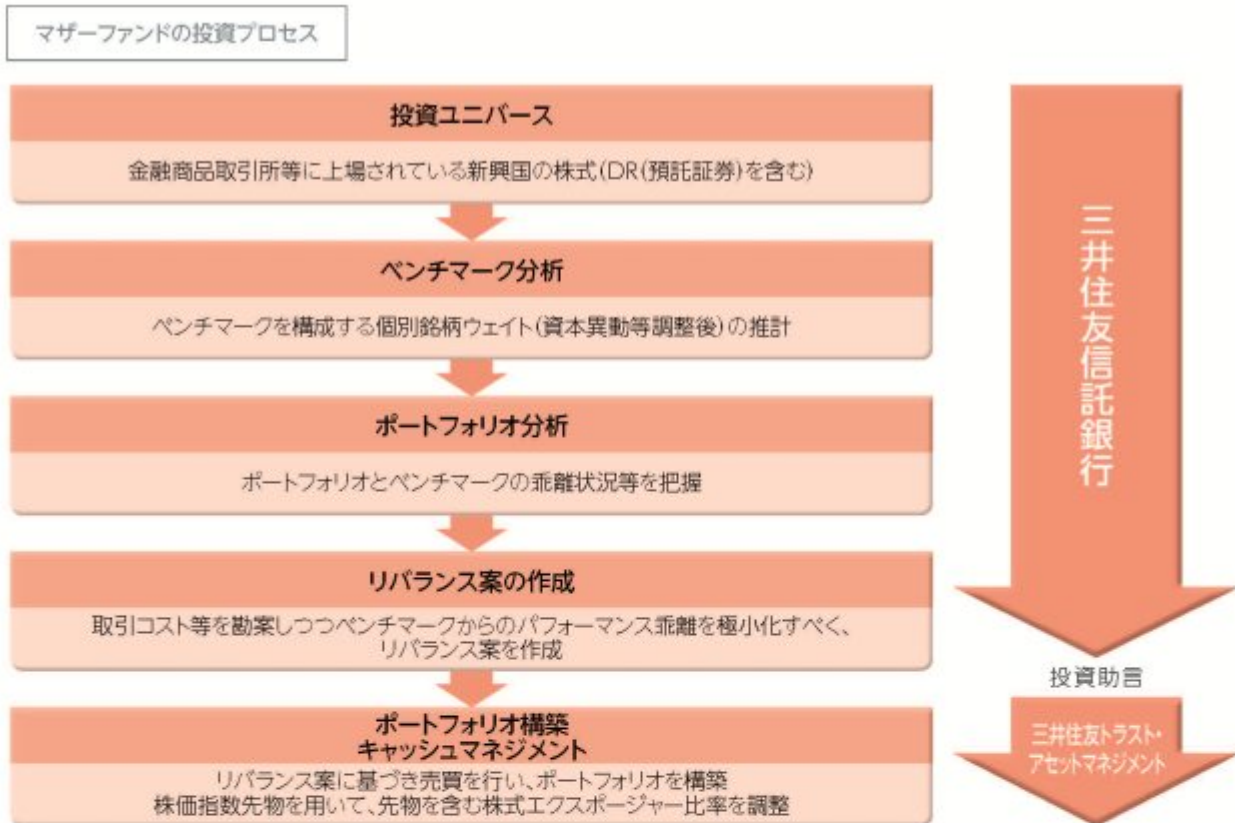 マザーファンドの投資プロセス
投資ユニバース
金融商品取引所等に上場されている新興国の株式(DR(預託証券)を含む)
ベンチマーク分析
ベンチマークを構成する個別銘柄ウェイト(資本異動等調整後)の推計
ポートフォリオ分析
ポートフォリオとベンチマークの乖離状況等を把握
リバランス案の作成
取引コスト等を勘案しつつベンチマークからのパフォーマンス乖離を極小化すべく、
リバランス案を作成
ポートフォリオ構築
キャッシュマネジメント
リバランス案に基づき売買を行い、ポートフォリオを構築
株価指数先物を用いて、先物を含む株式エクスポージャー比率を調整
三井住友信託銀行
投資助言
三井住友トラスト・
アセットマネジメント